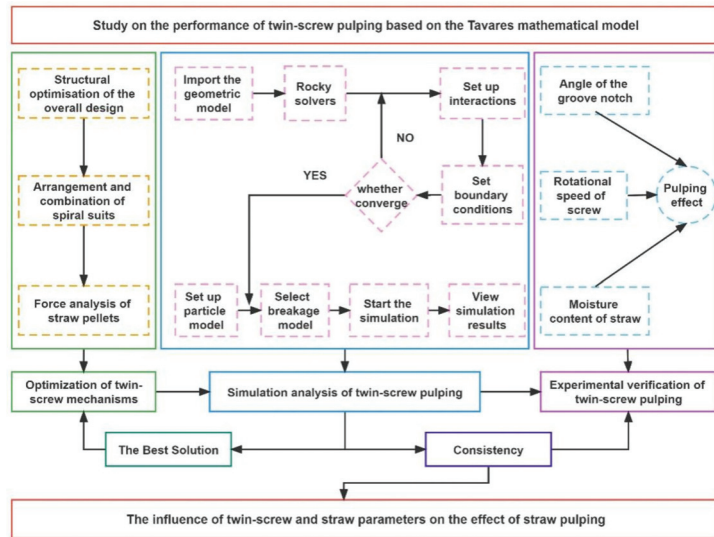 Study on the performance of twin-screw pulping based on the Tavares mathematical model
Structural
optimisation of the
overall design
Arrangement and
combination of
spiral suits
Force analysis of
straw pellets
Import the
geometric
model
Rocky
solvers
Set up
interactions
NO
YES
whether
converge
Set
boundary
conditions
Set up
particle
model
Select
breakage
model
Start the
simulation
View
simulation
results
Angle of the
groove notch
Rotational
speed of
screw
Pulping
effect
Moisture
content of straw
Optimization of twin-
screw mechanisms
Simulation analysis of twin-screw pulping
Experimental verification of
twin-screw pulping
The Best Solution
Consistency
The influence of twin-screw and straw parameters on the effect of straw pulping